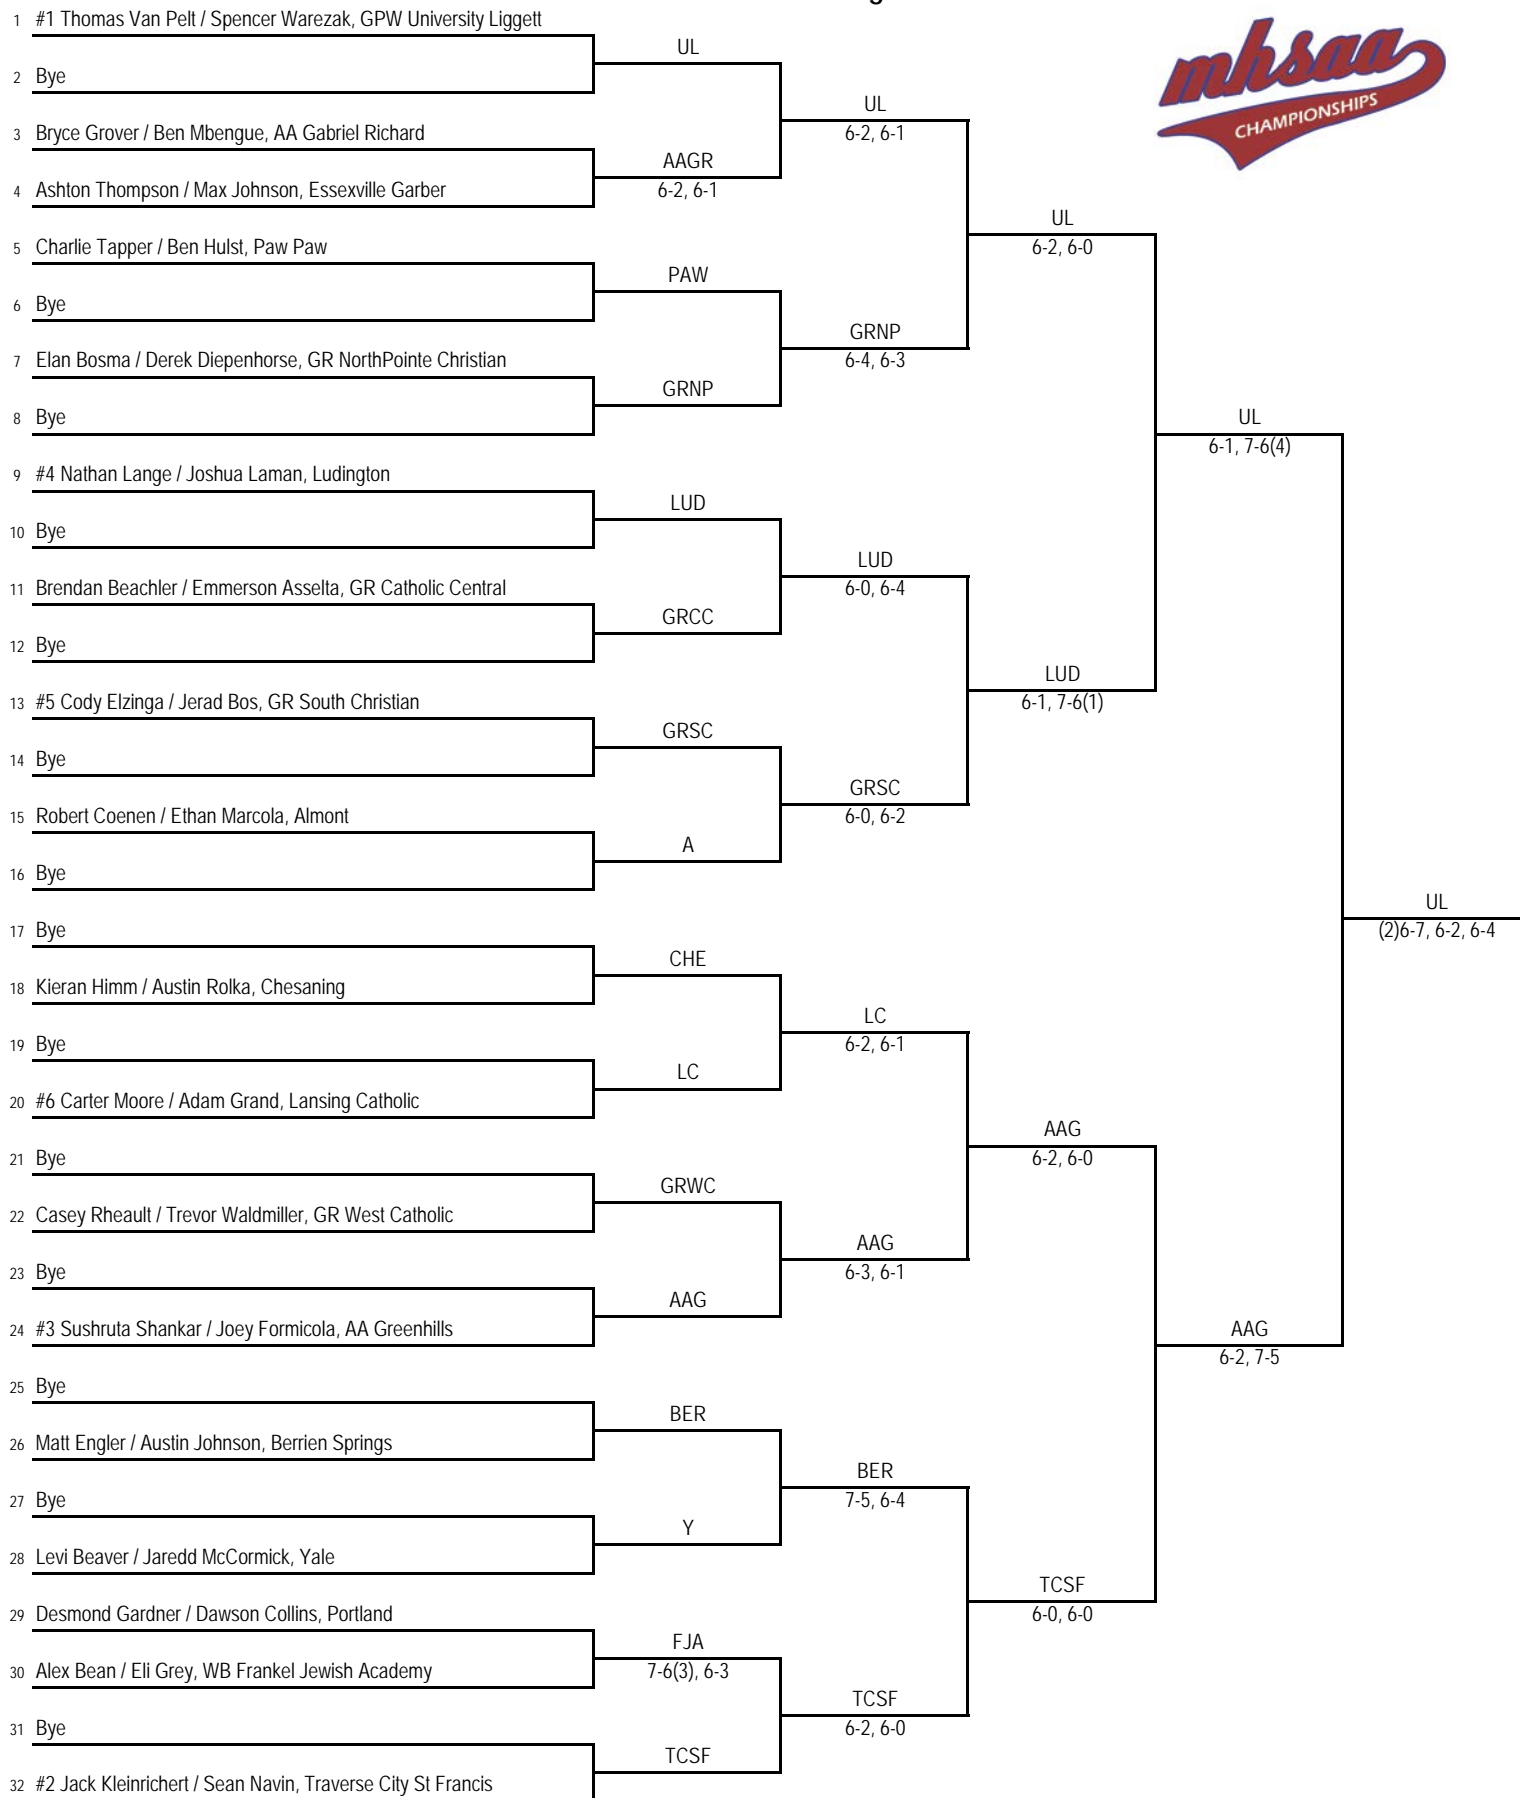 g
mhsaa
CHAMPIONSHIPS
1 #1 Thomas Van Pelt / Spencer Warezak, GPW University Liggett
UL
2 Bye
UL
6-2, 6-1
3 Bryce Grover / Ben Mbengue, AA Gabriel Richard
AAGR
6-2, 6-1
4 Ashton Thompson / Max Johnson, Essexville Garber
UL
6-2, 6-0
5 Charlie Tapper / Ben Hulst, Paw Paw
PAW
6 Bye
GRNP
6-4, 6-3
7 Elan Bosma / Derek Diepenhorse, GR NorthPointe Christian
GRNP
8 Bye
UL
6-1, 7-6(4)
9 #4 Nathan Lange / Joshua Laman, Ludington
LUD
10 Bye
LUD
6-0, 6-4
11 Brendan Beachler / Emmerson Asselta, GR Catholic Central
GRCC
12 Bye
LUD
6-1, 7-6(1)
13 #5 Cody Elzinga / Jerad Bos, GR South Christian
GRSC
14 Bye
GRSC
6-0, 6-2
15 Robert Coenen / Ethan Marcola, Almont
A
16 Bye
UL
(2)6-7, 6-2, 6-4
17 Bye
CHE
18 Kieran Himm / Austin Rolka, Chesaning
LC
6-2, 6-1
19 Bye
LC
20 #6 Carter Moore / Adam Grand, Lansing Catholic
AAG
6-2, 6-0
21 Bye
GRWC
22 Casey Rheault / Trevor Waldmiller, GR West Catholic
AAG
6-3, 6-1
23 Bye
AAG
24 #3 Sushruta Shankar / Joey Formicola, AA Greenhills
AAG
6-2, 7-5
25 Bye
BER
26 Matt Engler / Austin Johnson, Berrien Springs
BER
7-5, 6-4
27 Bye
Y
28 Levi Beaver / Jaredd McCormick, Yale
TCSF
6-0, 6-0
29 Desmond Gardner / Dawson Collins, Portland
FJA
7-6(3), 6-3
30 Alex Bean / Eli Grey, WB Frankel Jewish Academy
TCSF
6-2, 6-0
31 Bye
TCSF
32 #2 Jack Kleinrichert / Sean Navin, Traverse City St Francis